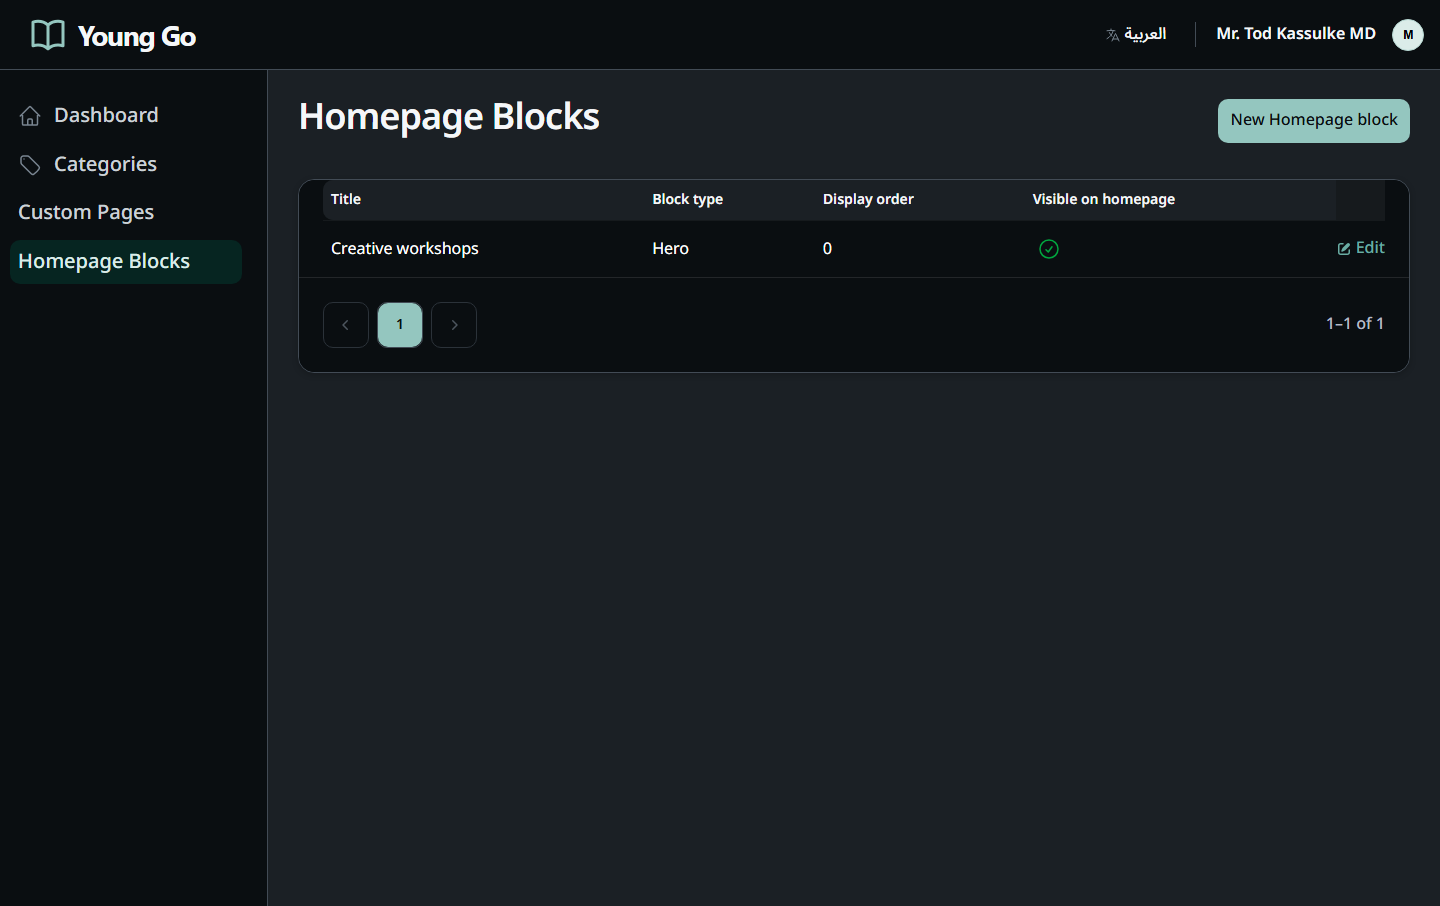 Young Go
العربية
Mr. Tod Kassulke MD
M
Dashboard
Categories
Custom Pages
Homepage Blocks
Homepage Blocks
New Homepage block
Title Block type Display order Visible on homepage
Creative workshops Hero 0 Edit
1
1–1 of 1